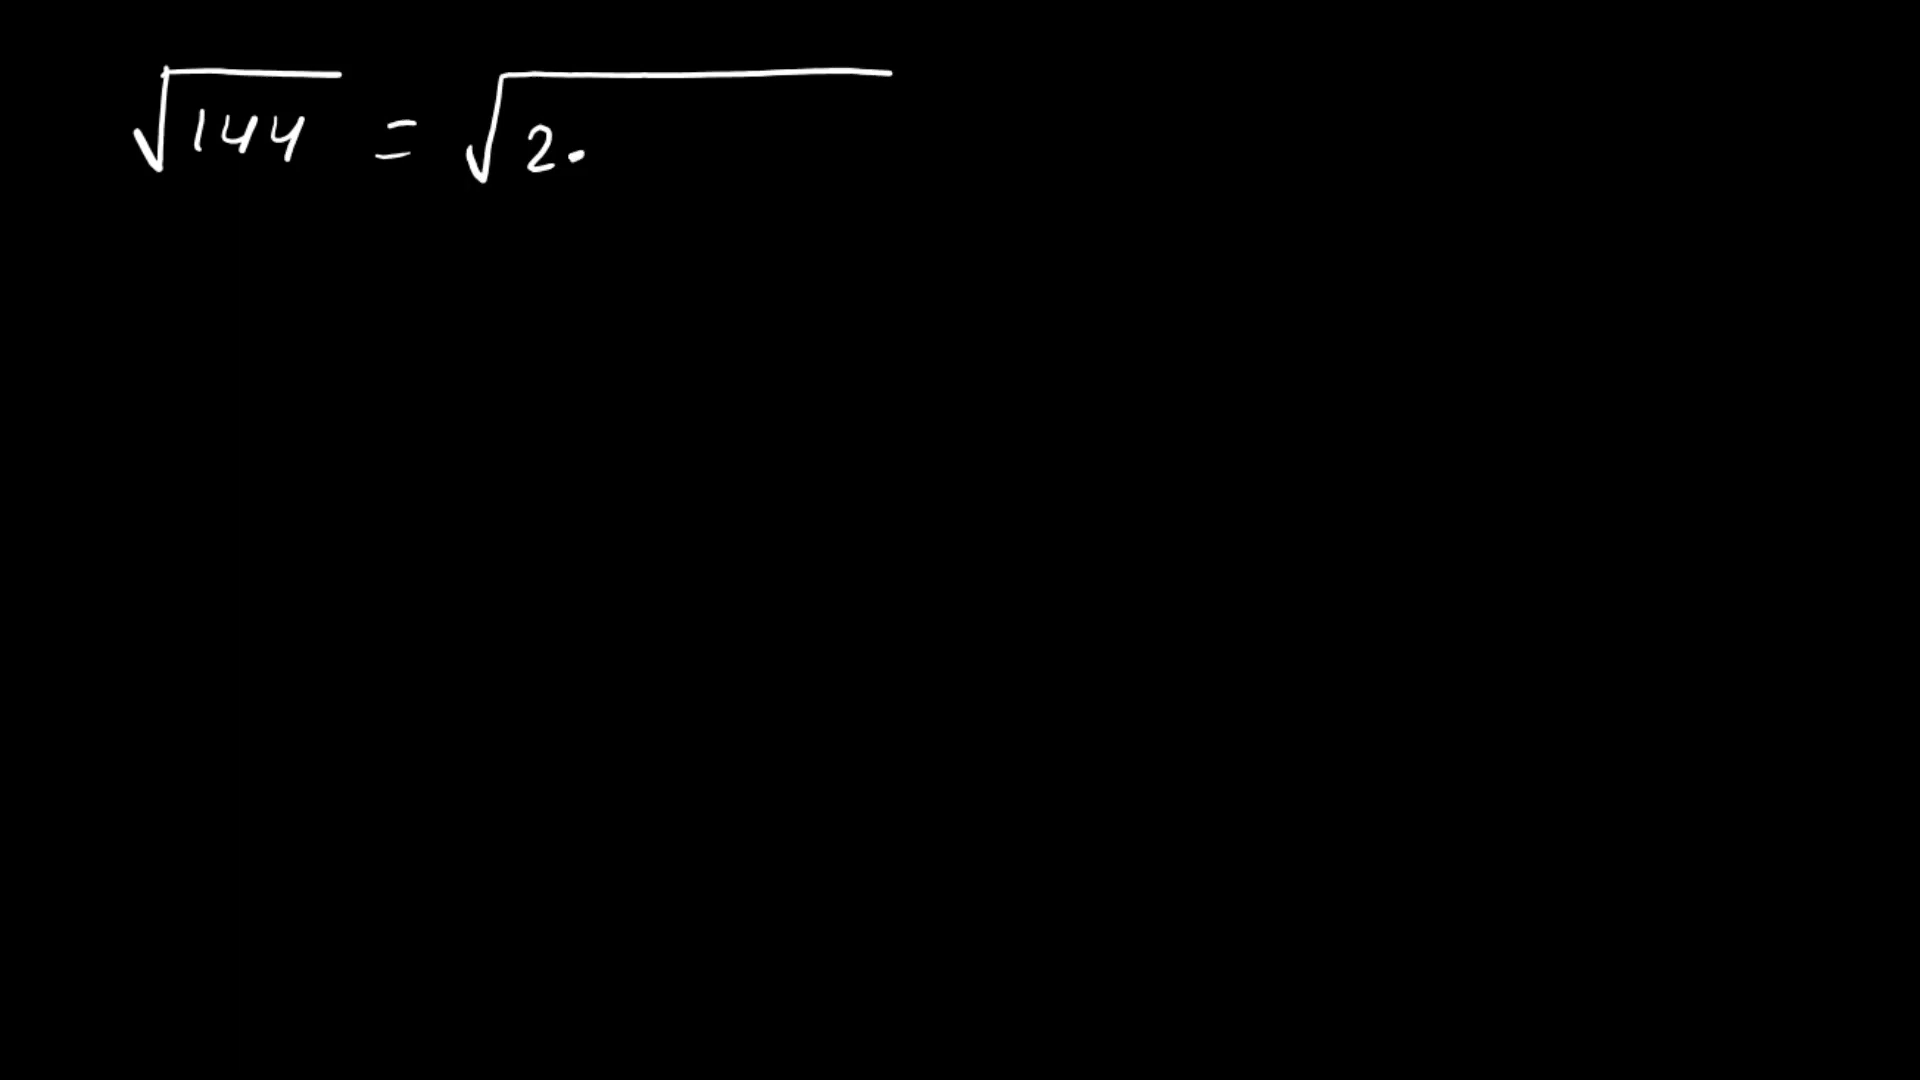 √144 = √2·